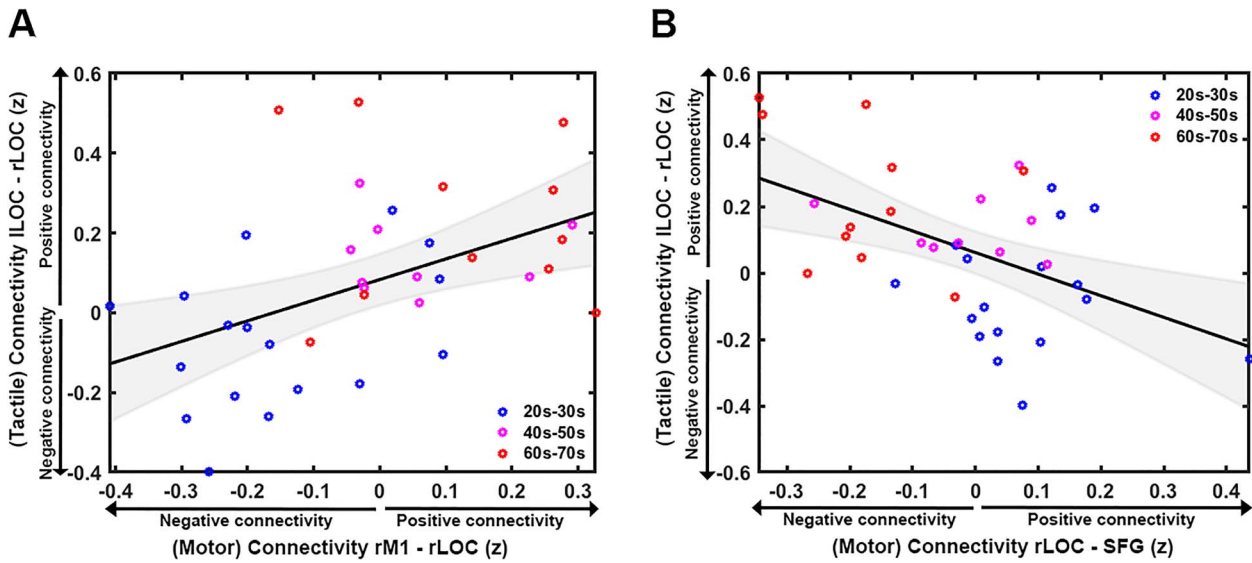 A
B
(Tactile) Connectivity lLOC - rLOC (z)
Positive connectivity
Negative connectivity
0.6
0.4
0.2
0
-0.2
-0.4
20s-30s
40s-50s
60s-70s
-0.4 -0.3 -0.2 -0.1 0 0.1 0.2 0.3
Negative connectivity Positive connectivity
(Motor) Connectivity rM1 - rLOC (z)
(Tactile) Connectivity lLOC - rLOC (z)
Positive connectivity
Negative connectivity
0.6
0.4
0.2
0
-0.2
-0.4
-0.6
20s-30s
40s-50s
60s-70s
-0.3 -0.2 -0.1 0 0.1 0.2 0.3 0.4
Negative connectivity Positive connectivity
(Motor) Connectivity rLOC - SFG (z)